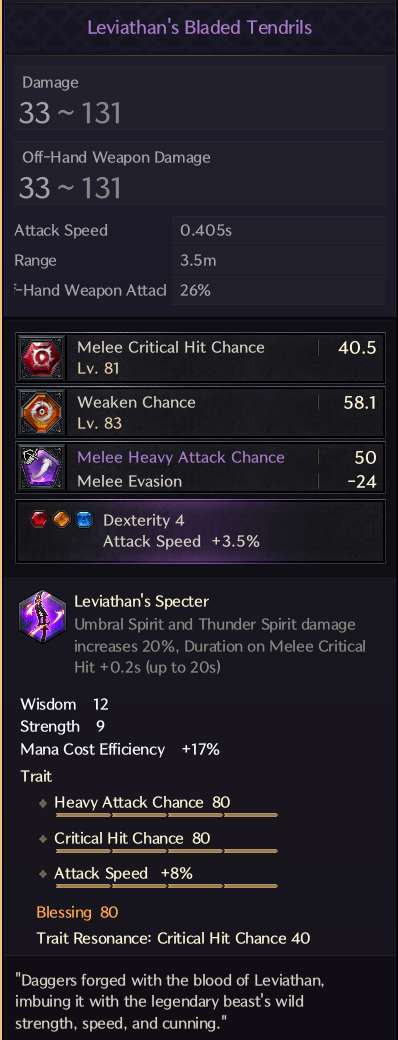 Leviathan's Bladed Tendrils
Damage
33 ~ 131
Off-Hand Weapon Damage
33 ~ 131
Attack Speed 0.405s
Range 3.5m
-Hand Weapon Attacl 26%
Melee Critical Hit Chance 40.5
Lv. 81
Weaken Chance 58.1
Lv. 83
Melee Heavy Attack Chance 50
Melee Evasion -24
Dexterity 4
Attack Speed +3.5%
Leviathan's Specter
Umbral Spirit and Thunder Spirit damage
increases 20%, Duration on Melee Critical
Hit +0.2s (up to 20s)
Wisdom 12
Strength 9
Mana Cost Efficiency +17%
Trait
Heavy Attack Chance 80
Critical Hit Chance 80
Attack Speed +8%
Blessing 80
Trait Resonance: Critical Hit Chance 40
"Daggers forged with the blood of Leviathan,
imbuing it with the legendary beast's wild
strength, speed, and cunning."